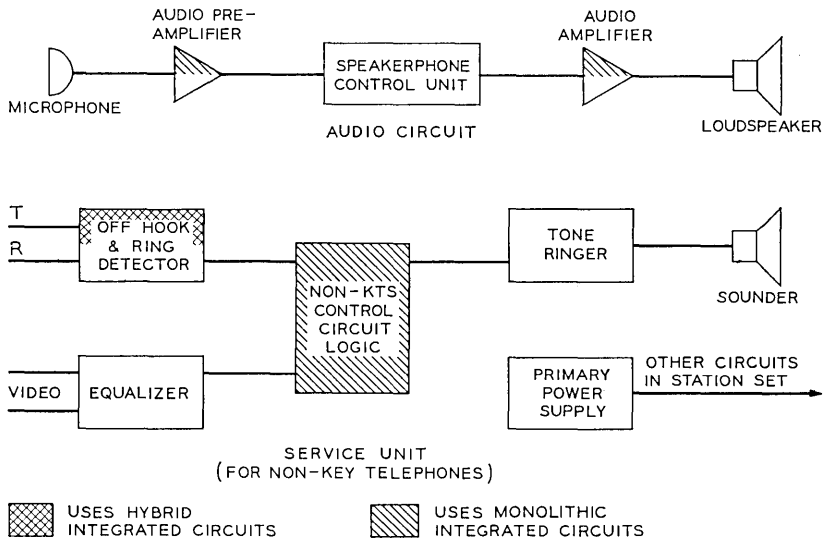 AUDIO PRE-
AMPLIFIER
AUDIO
AMPLIFIER
SPEAKERPHONE
CONTROL UNIT
MICROPHONE
AUDIO CIRCUIT
LOUDSPEAKER
T
R
OFF HOOK
& RING
DETECTOR
TONE
RINGER
NON-KTS
CONTROL
CIRCUIT
LOGIC
SOUNDER
VIDEO
EQUALIZER
PRIMARY
POWER
SUPPLY
OTHER CIRCUITS
IN STATION SET
SERVICE UNIT
(FOR NON-KEY TELEPHONES)
USES HYBRID
INTEGRATED CIRCUITS
USES MONOLITHIC
INTEGRATED CIRCUITS